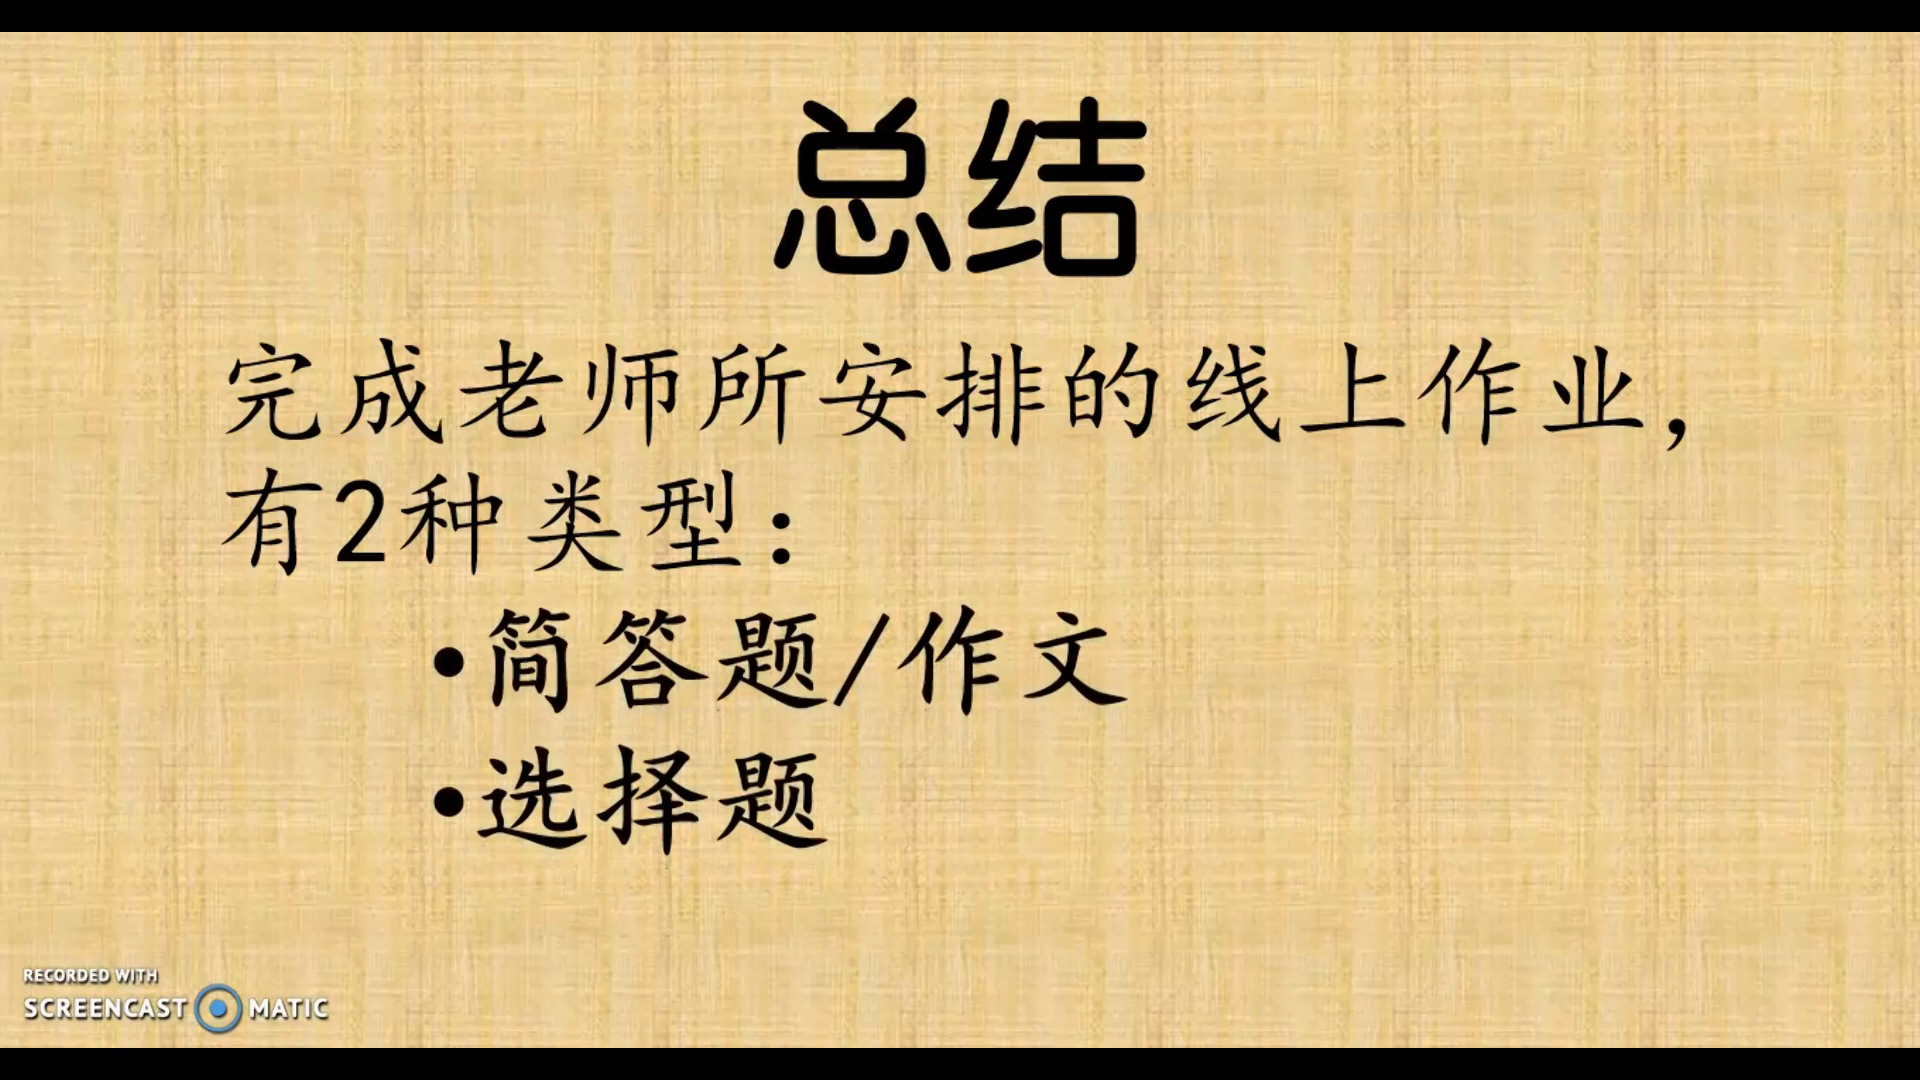 总结
完成老师所安排的线上作业，
有2种类型：
•简答题/作文
•选择题
RECORDED WITH
SCREENCAST MATIC